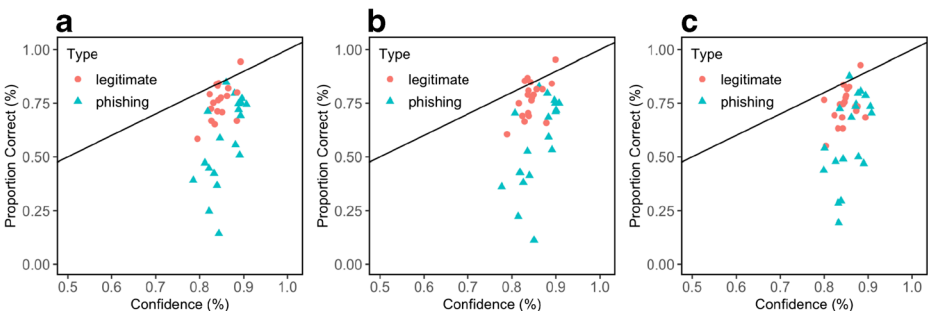 a
Type
legitimate
phishing
Proportion Correct (%)
1.00
0.75
0.50
0.25
0.00
0.5 0.6 0.7 0.8 0.9 1.0
Confidence (%)
b
Type
legitimate
phishing
Proportion Correct (%)
1.00
0.75
0.50
0.25
0.00
0.5 0.6 0.7 0.8 0.9 1.0
Confidence (%)
c
Type
legitimate
phishing
Proportion Correct (%)
1.00
0.75
0.50
0.25
0.00
0.5 0.6 0.7 0.8 0.9 1.0
Confidence (%)